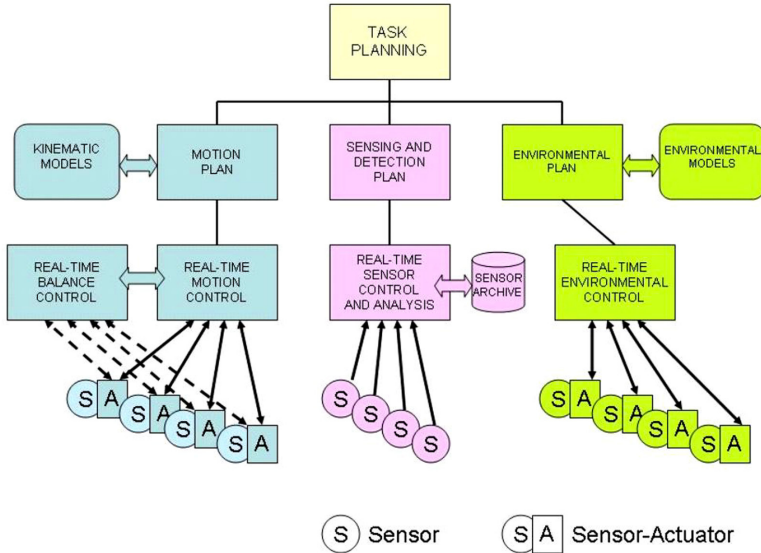 TASK
PLANNING
KINEMATIC
MODELS
MOTION
PLAN
SENSING AND
DETECTION
PLAN
ENVIRONMENTAL
PLAN
ENVIRONMENTAL
MODELS
REAL-TIME
BALANCE
CONTROL
REAL-TIME
MOTION
CONTROL
REAL-TIME
SENSOR
CONTROL
AND ANALYSIS
SENSOR
ARCHIVE
REAL-TIME
ENVIRONMENTAL
CONTROL
S A
S A
S A
S A
S
S
S
S
S A
S A
S A
S A
S Sensor
S A Sensor-Actuator